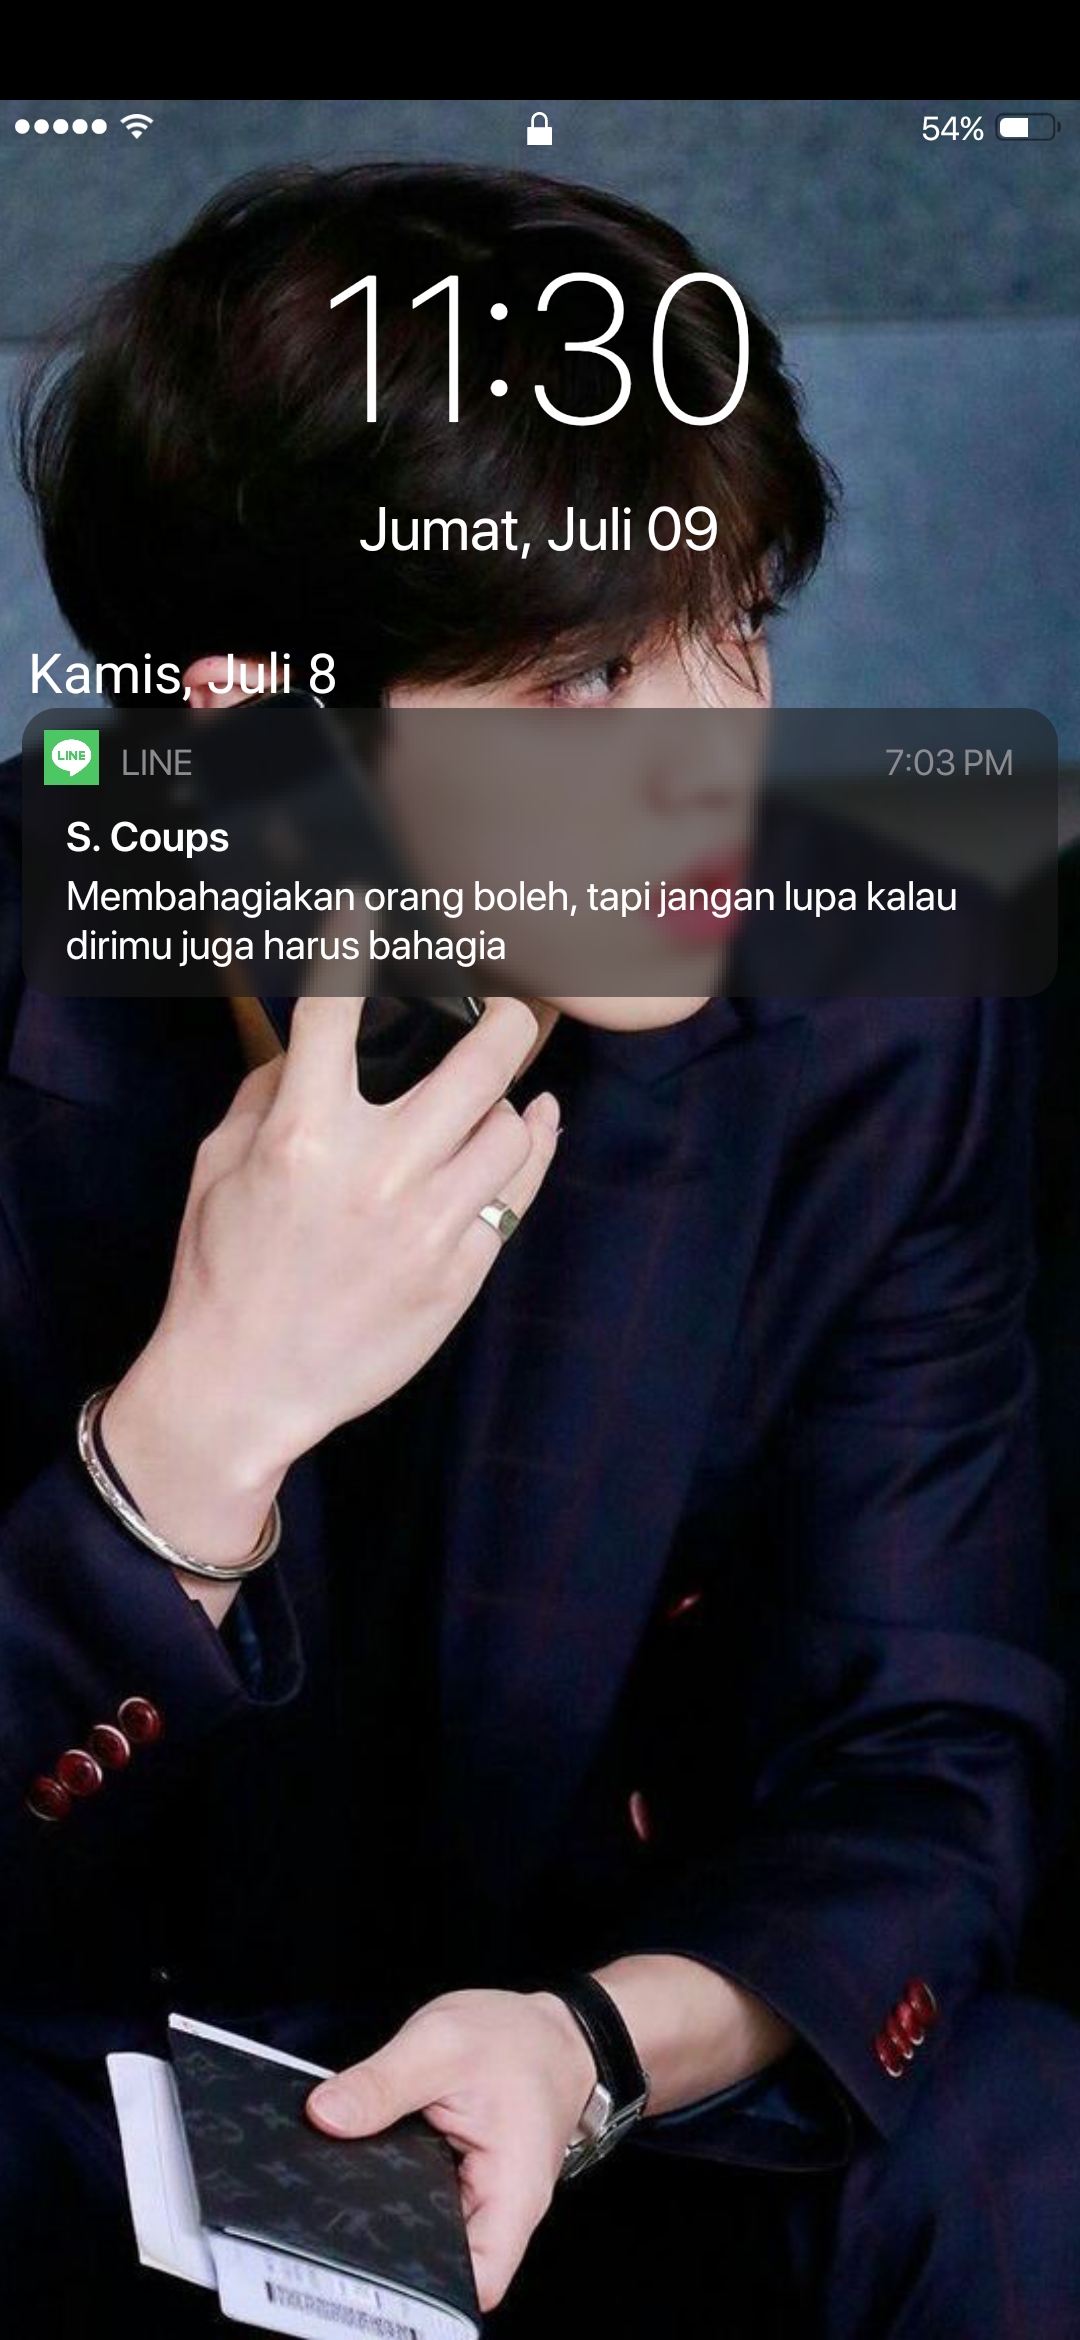 54%
11:30
Jumat, Juli 09
Kamis, Juli 8
LINE LINE 7:03 PM
S. Coups
Membahagiakan orang boleh, tapi jangan lupa kalau
dirimu juga harus bahagia